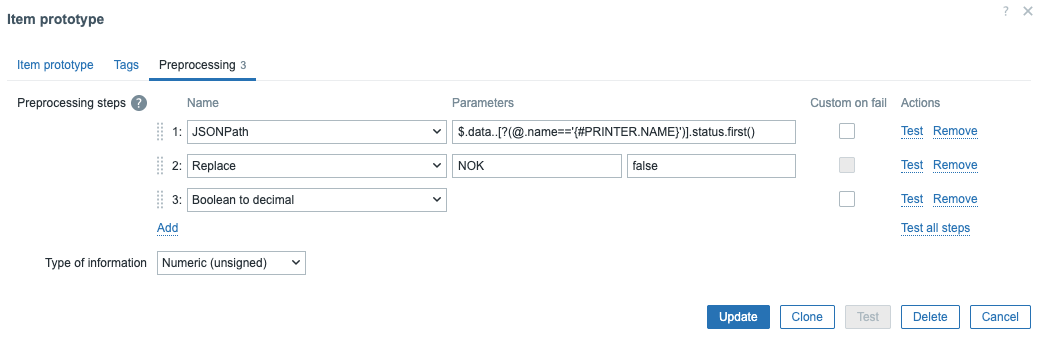 Item prototype
? ×
Item prototype Tags Preprocessing 3
Preprocessing steps ? Name Parameters Custom on fail Actions
1: JSONPath $.data..[?(@.name=='{#PRINTER.NAME}')].status.first() Test Remove
2: Replace NOK false Test Remove
3: Boolean to decimal Test Remove
Add Test all steps
Type of information Numeric (unsigned)
Update Clone Test Delete Cancel